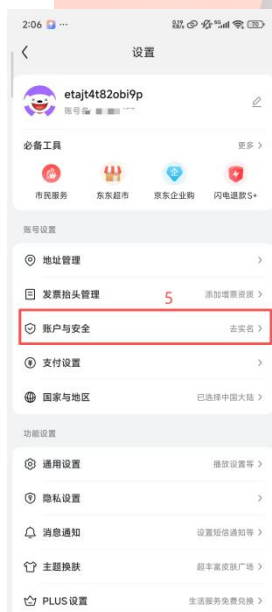 2:06
设置
etajt4t82obi9p
账号名
必备工具 更多 >
市民服务 东东超市 京东企业购 闪电退款S+
账号设置
地址管理 >
发票抬头管理 添加增票资质 >
5
账户与安全 去实名 >
支付设置 >
国家与地区 已选择中国大陆 >
功能设置
通用设置 播放设置等 >
隐私设置 >
消息通知 设置短信通知等 >
主题换肤 超丰富皮肤广场 >
PLUS设置 生活服务免费兑换 >